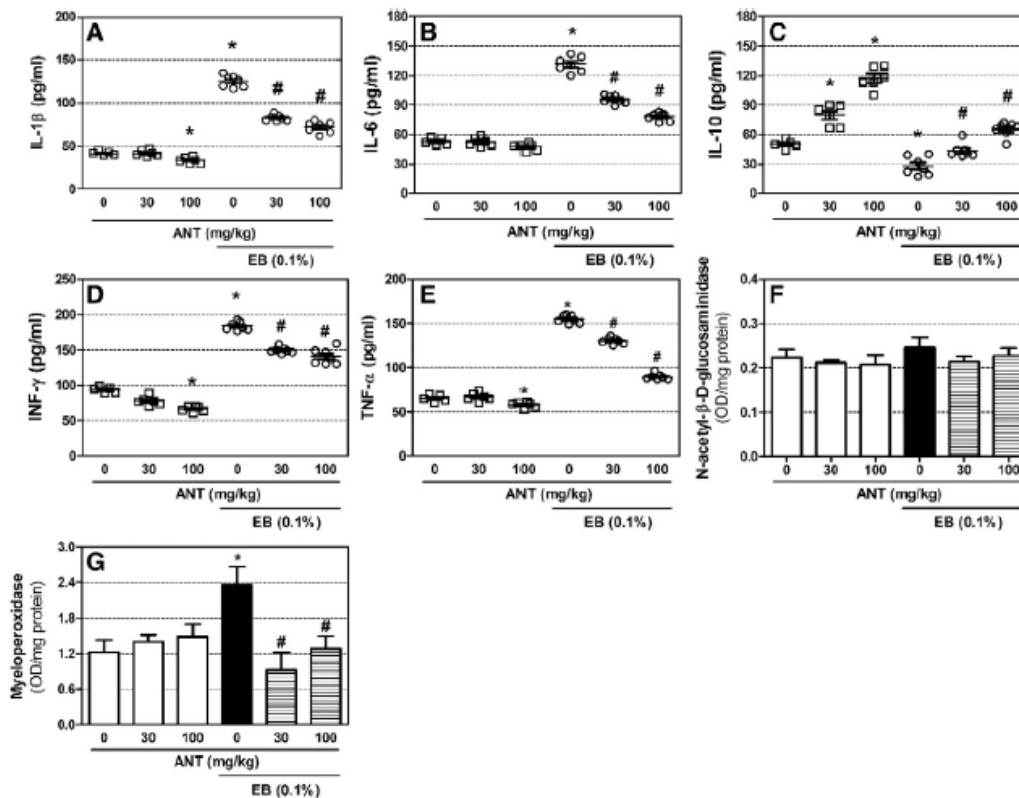 A
IL-1β (pg/ml)
200
150
100
50
0
*
*
#
#
0 30 100 0 30 100
ANT (mg/kg)
EB (0.1%)
B
IL-6 (pg/ml)
180
150
120
90
60
30
0
*
#
#
0 30 100 0 30 100
ANT (mg/kg)
EB (0.1%)
C
IL-10 (pg/ml)
150
120
90
60
30
0
*
*
*
#
#
0 30 100 0 30 100
ANT (mg/kg)
EB (0.1%)
D
INF-γ (pg/ml)
250
200
150
100
50
0
*
*
#
#
0 30 100 0 30 100
ANT (mg/kg)
EB (0.1%)
E
TNF-α (pg/ml)
200
150
100
50
0
*
*
#
#
0 30 100 0 30 100
ANT (mg/kg)
EB (0.1%)
F
N-acetyl-β-D-glucosaminidase
(OD/mg protein)
0.4
0.3
0.2
0.1
0.0
0 30 100 0 30 100
ANT (mg/kg)
EB (0.1%)
G
Myeloperoxidase
(OD/mg protein)
3.0
2.4
1.8
1.2
0.6
0.0
*
#
#
0 30 100 0 30 100
ANT (mg/kg)
EB (0.1%)